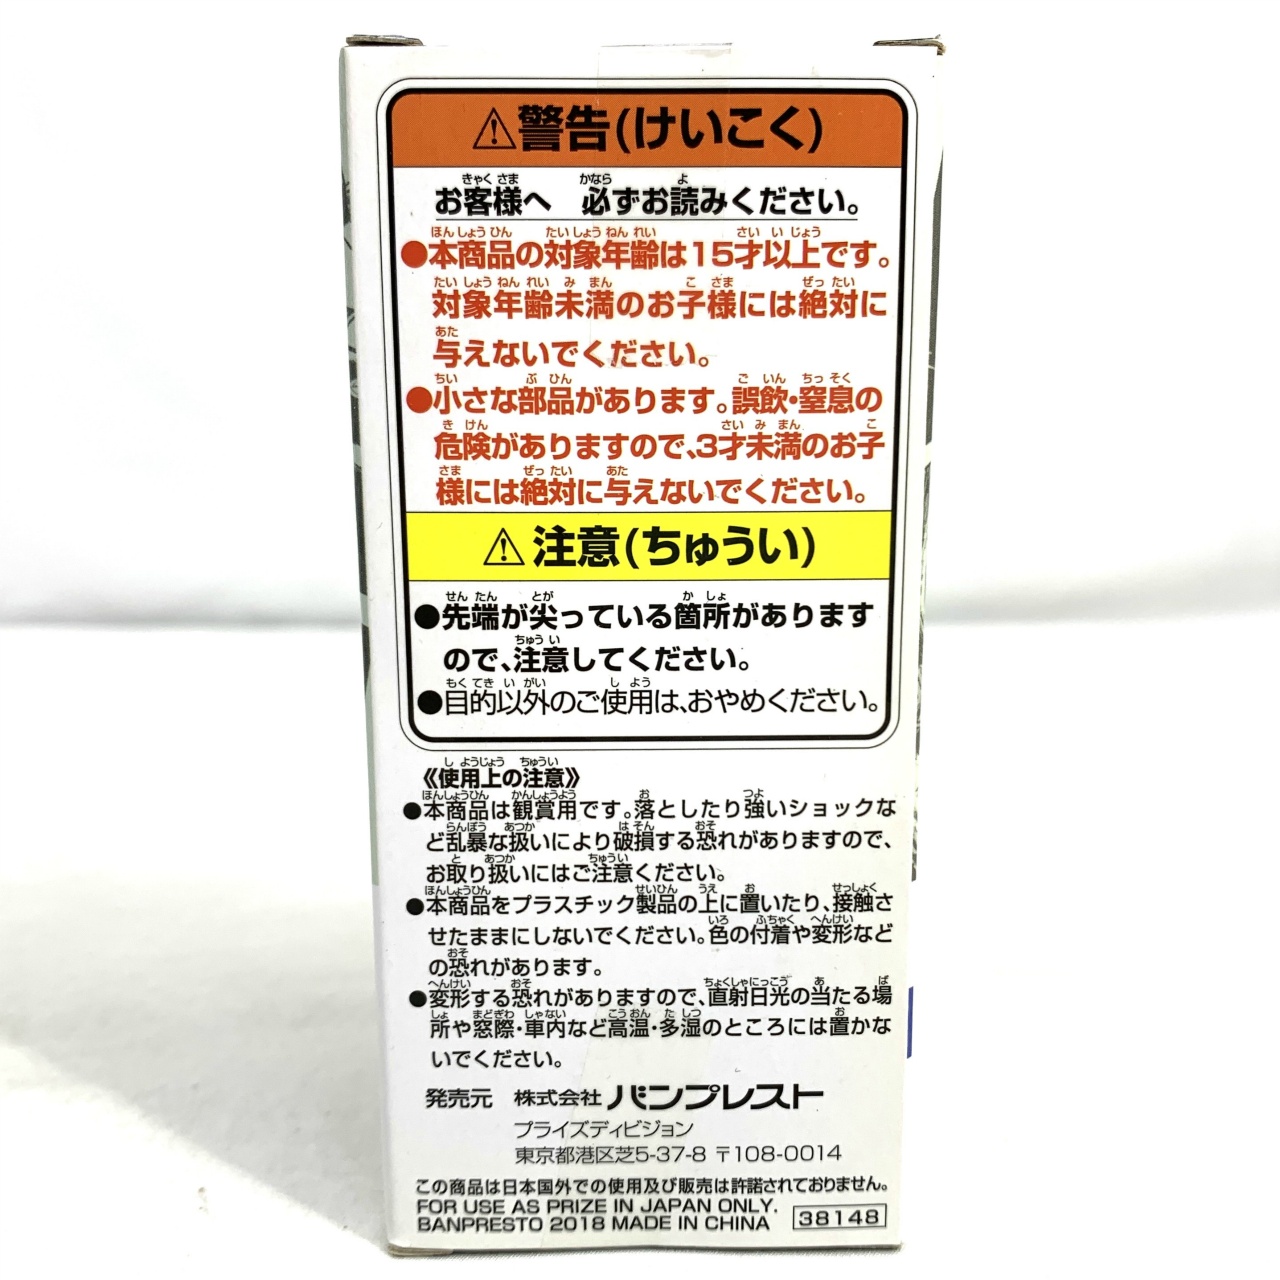 ⚠警告(けいこく)
お客様へ 必ずお読みください。
●本商品の対象年齢は15才以上です。
対象年齢未満のお子様には絶対に
与えないでください。
●小さな部品があります。誤飲・窒息の
危険がありますので、3才未満のお子
様には絶対に与えないでください。
⚠注意(ちゅうい)
●先端が尖っている箇所があります
ので、注意してください。
●目的以外のご使用は、おやめください。
《使用上の注意》
●本商品は観賞用です。落としたり強いショックな
ど乱暴な扱いにより破損する恐れがありますので、
お取り扱いにはご注意ください。
●本商品をプラスチック製品の上に置いたり、接触さ
せたままにしないでください。色の付着や変形など
の恐れがあります。
●変形する恐れがありますので、直射日光の当たる場
所や窓際・車内など高温・多湿のところには置かな
いでください。
発売元 株式会社 バンプレスト
プライズディビジョン
東京都港区芝5-37-8 〒108-0014
この商品は日本国外での使用及び販売は許諾されておりません。
FOR USE AS PRIZE IN JAPAN ONLY.
BANPRESTO 2018 MADE IN CHINA 38148